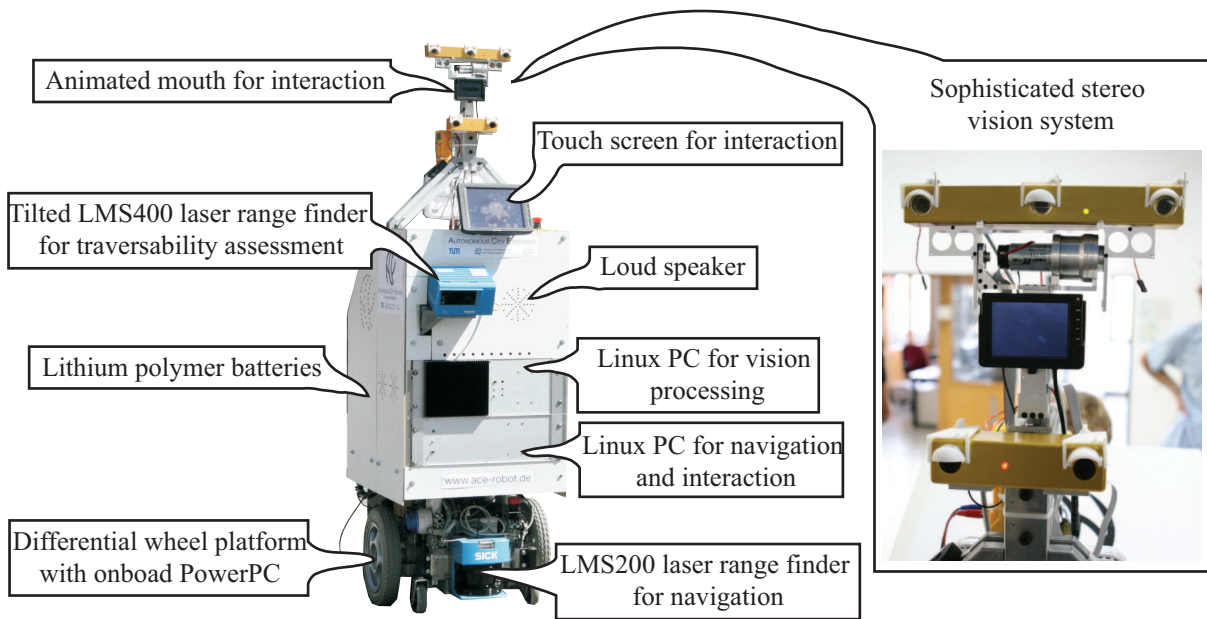 Animated mouth for interaction
Sophisticated stereo
vision system
Touch screen for interaction
Tilted LMS400 laser range finder
for traversability assessment
AUTONOMOUS CITY EXPLORER
TUM
Loud speaker
Lithium polymer batteries
Linux PC for vision
processing
Linux PC for navigation
and interaction
www.ace-robot.de
Differential wheel platform
with onboad PowerPC
SICK
LMS200 laser range finder
for navigation